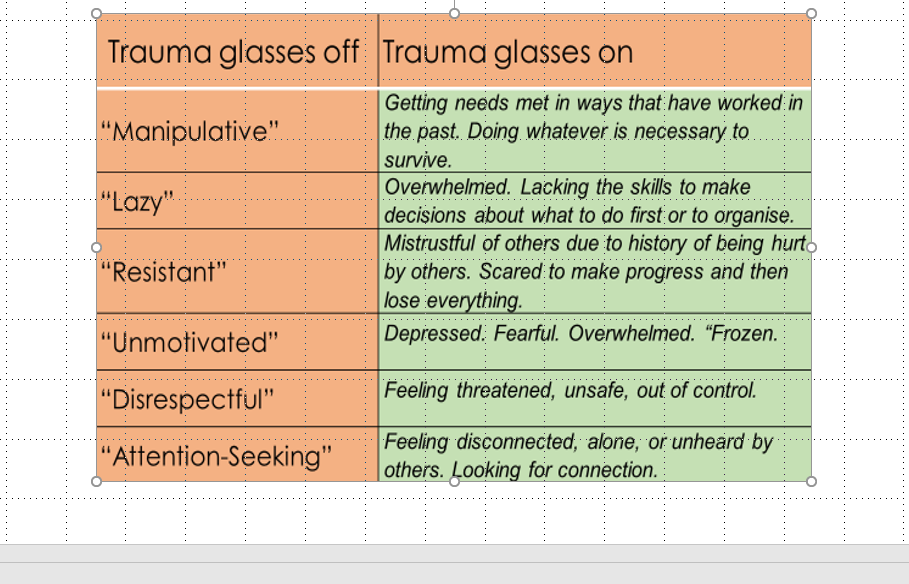 Trauma glasses off
Trauma glasses on
“Manipulative”
Getting needs met in ways that have worked in
the past. Doing whatever is necessary to
survive.
“Lazy”
Overwhelmed. Lacking the skills to make
decisions about what to do first or to organise.
“Resistant”
Mistrustful of others due to history of being hurt
by others. Scared to make progress and then
lose everything.
“Unmotivated”
Depressed. Fearful. Overwhelmed. “Frozen.
“Disrespectful”
Feeling threatened, unsafe, out of control.
“Attention-Seeking”
Feeling disconnected, alone, or unheard by
others. Looking for connection.